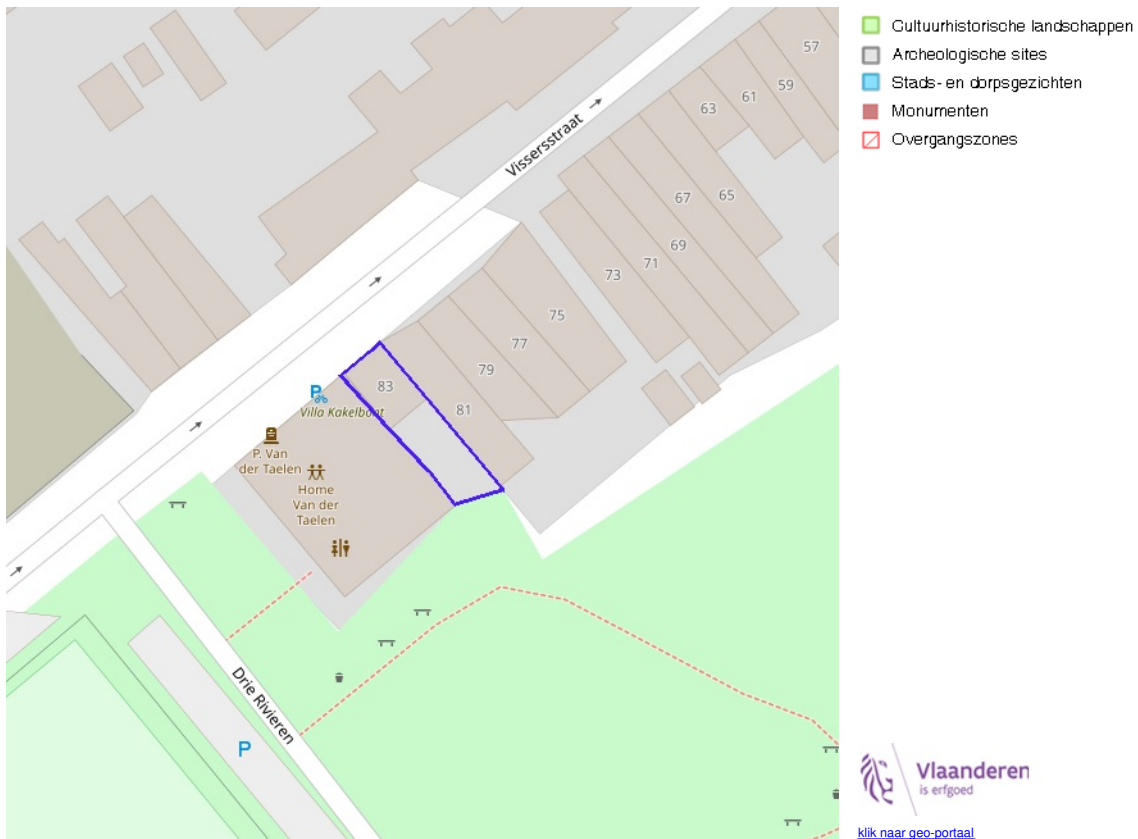 57
59
61
63
65
67
69
71
73
75
77
79
81
83
Vissersstraat
P
Villa Kakelbont
P. Van
der Taelen
Home
Van der
Taelen
Drie Rivieren
P
Cultuurhistorische landschappen
Archeologische sites
Stads- en dorpsgezichten
Monumenten
Overgangszones
Vlaanderen
is erfgoed
klik naar geo-portaal